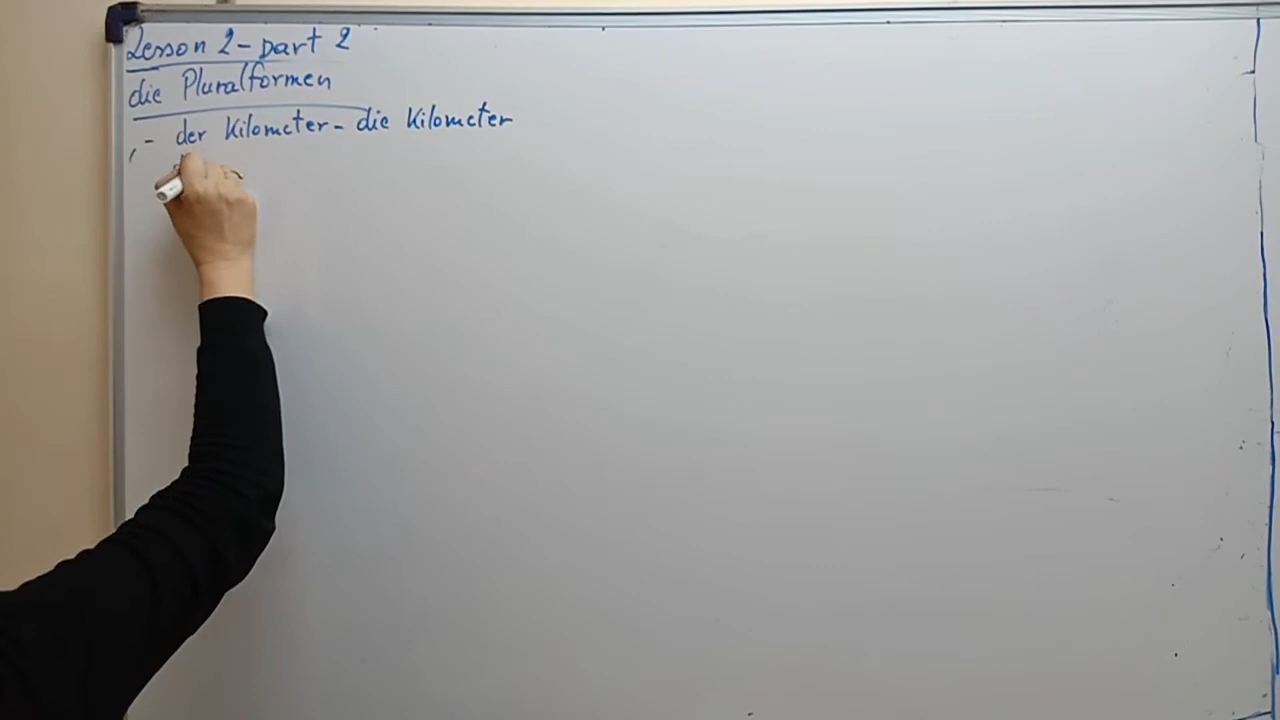 Lesson 2 - part 2
die Pluralformen
,- der Kilometer - die Kilometer